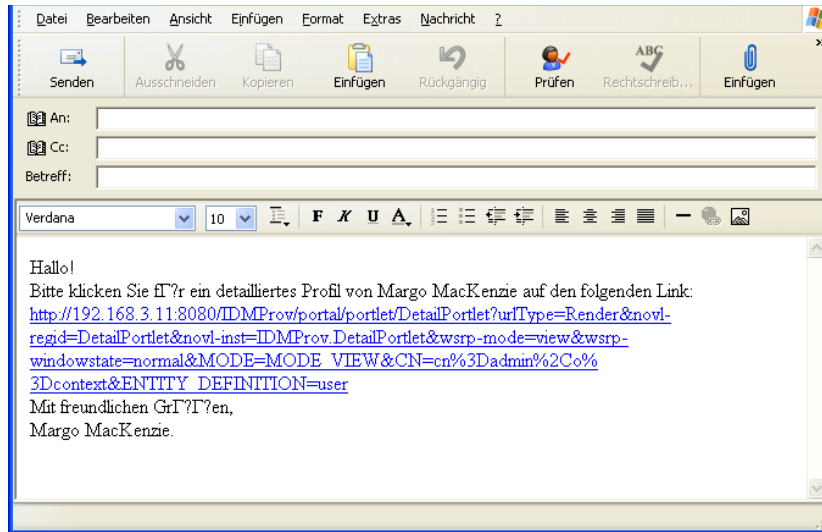 Datei Bearbeiten Ansicht Einfügen Format Extras Nachricht ?
Senden Ausschneiden Kopieren Einfügen Rückgängig Prüfen Rechtschreib... Einfügen
An:
Cc:
Betreff:
Verdana 10 F K U A
Hallo!
Bitte klicken Sie fГ?r ein detailliertes Profil von Margo MacKenzie auf den folgenden Link:
http://192.168.3.11:8080/IDMProv/portal/portlet/DetailPortlet?urlType=Render&novl-
regid=DetailPortlet&novl-inst=IDMProv.DetailPortlet&wsrp-mode=view&wsrp-
windowstate=normal&MODE=MODE_VIEW&CN=cn%3Dadmin%2Co%
3Dcontext&ENTITY_DEFINITION=user
Mit freundlichen GrГ?Г?en,
Margo MacKenzie.